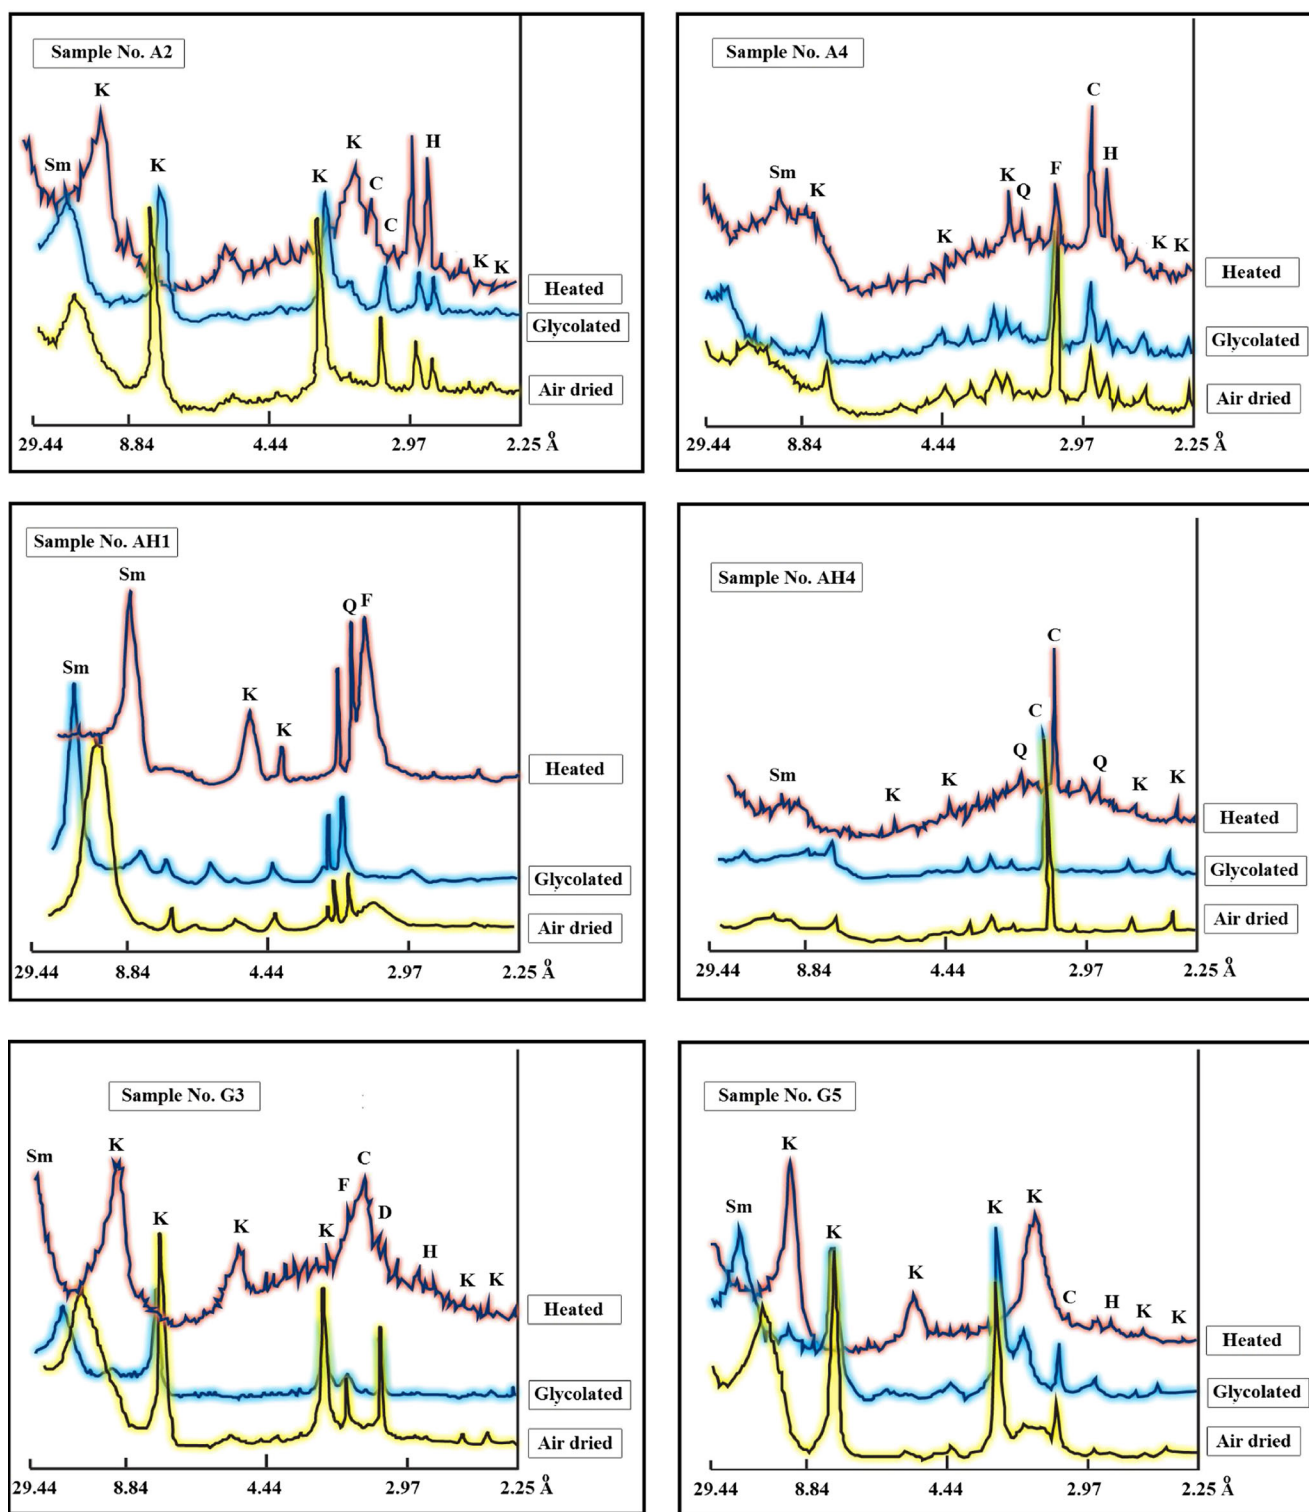 Sample No. A2
K
Sm
K
K
K
C
C
H
K K
Heated
Glycolated
Air dried
29.44 8.84 4.44 2.97 2.25 Å
Sample No. A4
C
Sm
K
K
Q
F
H
K
K K
Heated
Glycolated
Air dried
29.44 8.84 4.44 2.97 2.25 Å
Sample No. AH1
Sm
Sm
K
K
Q F
Heated
Glycolated
Air dried
29.44 8.84 4.44 2.97 2.25 Å
Sample No. AH4
C
C
Sm
K
K
Q
Q
K
K
Heated
Glycolated
Air dried
29.44 8.84 4.44 2.97 2.25 Å
Sample No. G3
Sm
K
K
K
K
F
C
D
H
K K
Heated
Glycolated
Air dried
29.44 8.84 4.44 2.97 2.25 Å
Sample No. G5
K
Sm
K
K
K
K
C
H
K
K
Heated
Glycolated
Air dried
29.44 8.84 4.44 2.97 2.25 Å